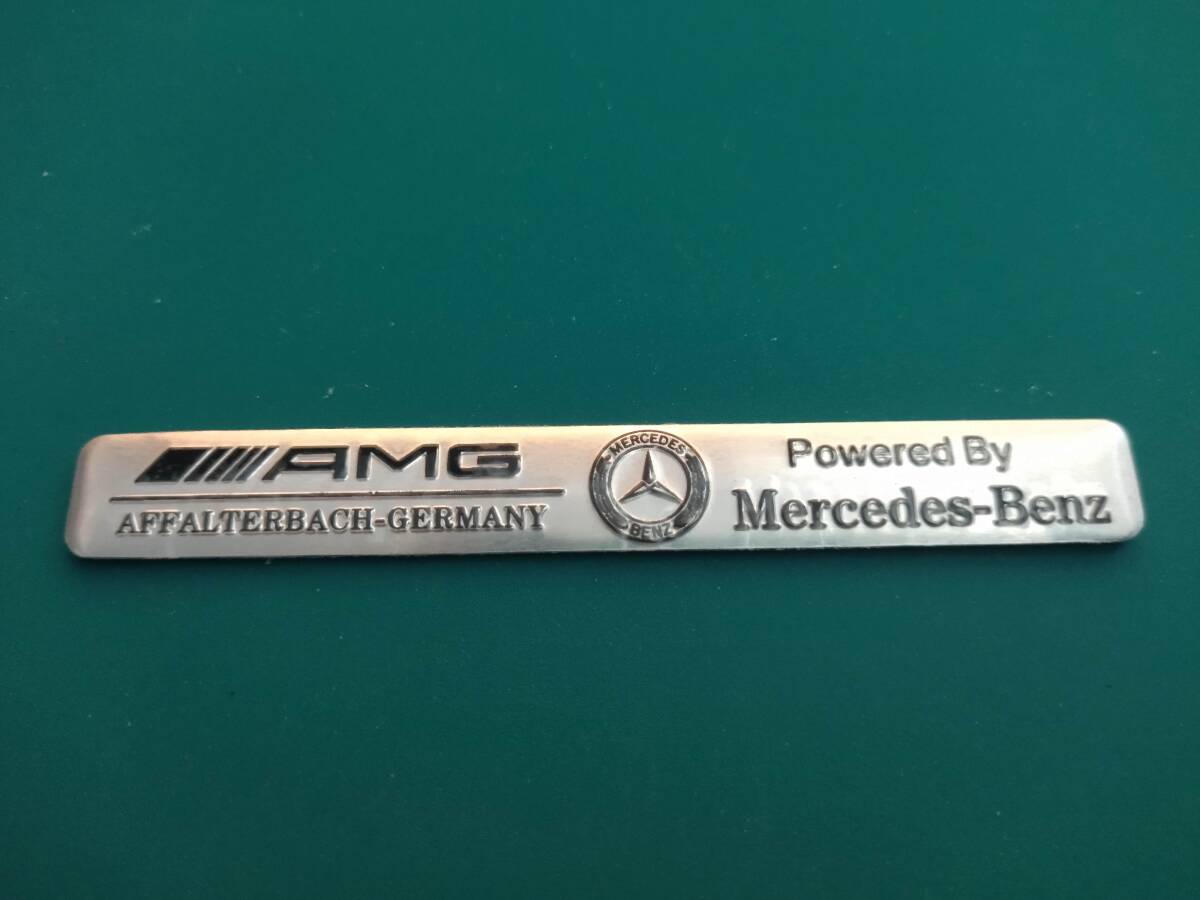 AMG
AFFALTERBACH-GERMANY
MERCEDES
BENZ
Powered By
Mercedes-Benz